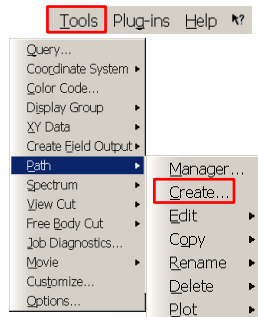 Tools Plug-ins Help
Query...
Coordinate System
Color Code...
Display Group
XY Data
Create Field Output
Path
Spectrum
View Cut
Free Body Cut
Job Diagnostics...
Movie
Customize...
Options...
Manager...
Create...
Edit
Copy
Rename
Delete
Plot